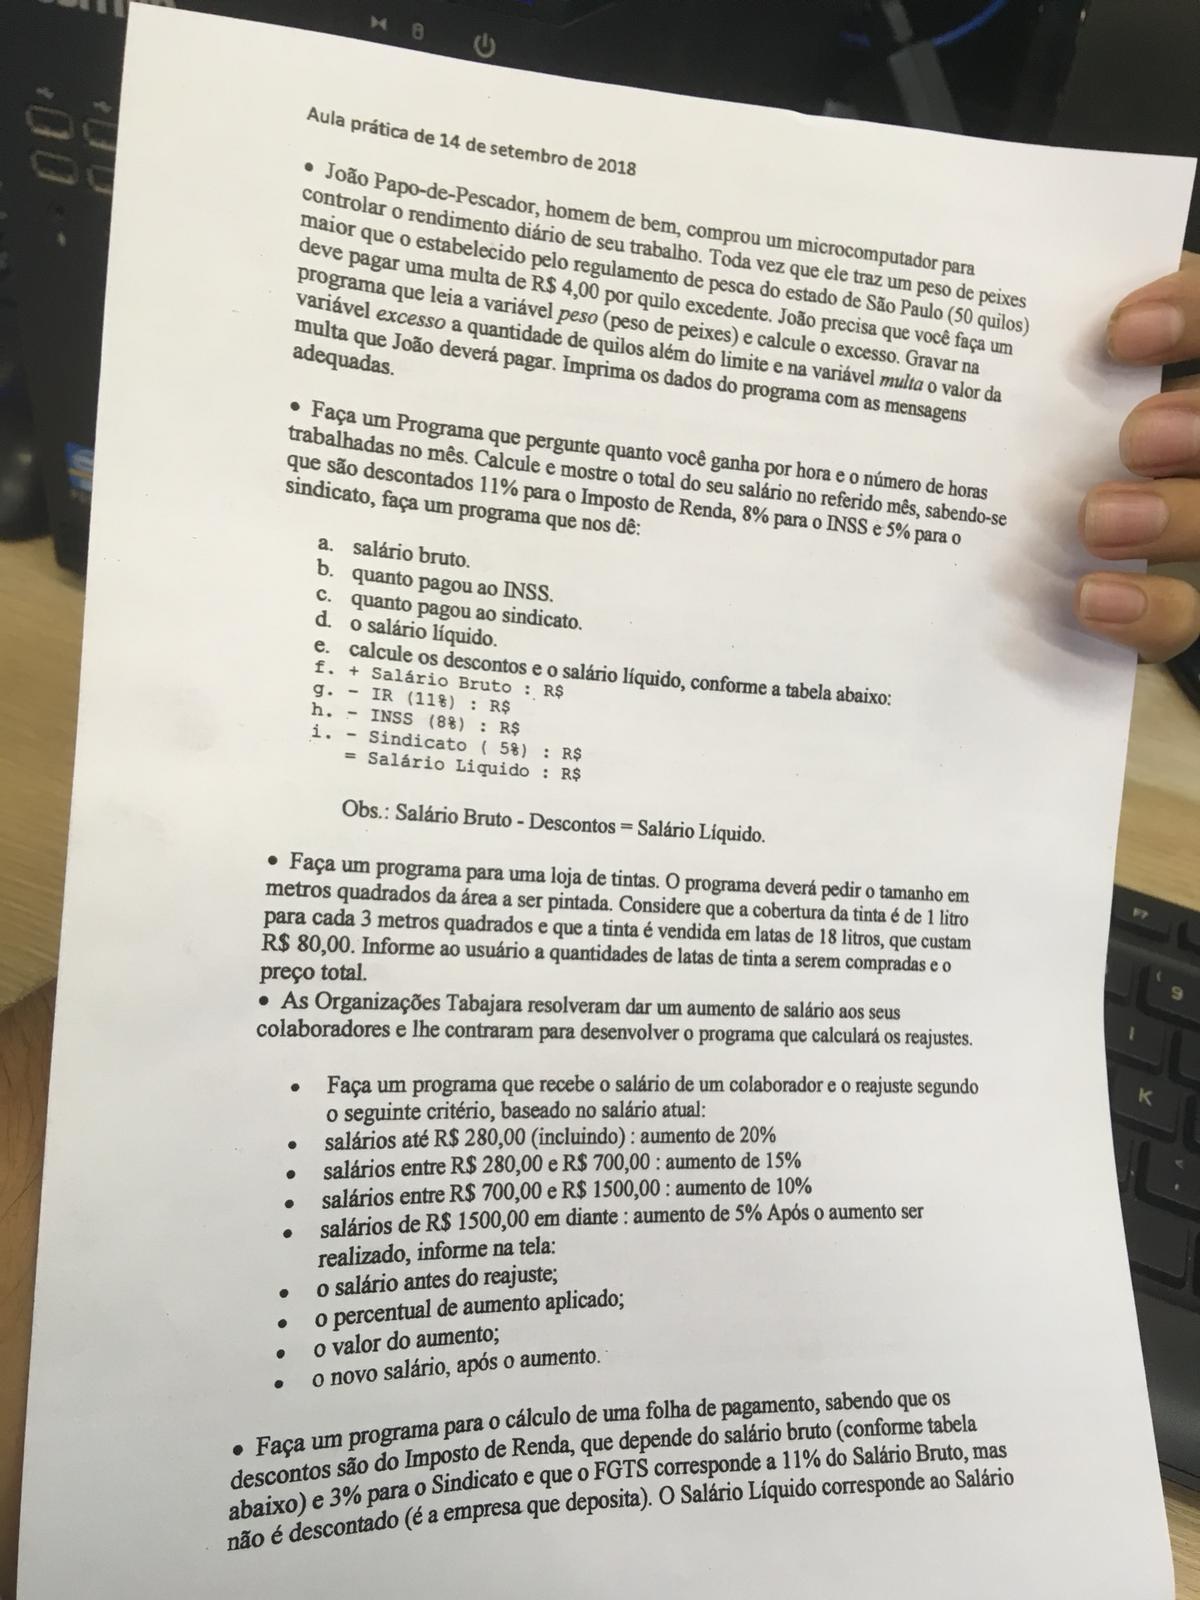 Aula prática de 14 de setembro de 2018
• João Papo-de-Pescador, homem de bem, comprou um microcomputador para
controlar o rendimento diário de seu trabalho. Toda vez que ele traz um peso de peixes
maior que o estabelecido pelo regulamento de pesca do estado de São Paulo (50 quilos)
deve pagar uma multa de R$ 4,00 por quilo excedente. João precisa que você faça um
programa que leia a variável peso (peso de peixes) e calcule o excesso. Gravar na
variável excesso a quantidade de quilos além do limite e na variável multa o valor da
multa que João deverá pagar. Imprima os dados do programa com as mensagens
adequadas.
• Faça um Programa que pergunte quanto você ganha por hora e o número de horas
trabalhadas no mês. Calcule e mostre o total do seu salário no referido mês, sabendo-se
que são descontados 11% para o Imposto de Renda, 8% para o INSS e 5% para o
sindicato, faça um programa que nos dê:
a. salário bruto.
b. quanto pagou ao INSS.
c. quanto pagou ao sindicato.
d. o salário líquido.
e. calcule os descontos e o salário líquido, conforme a tabela abaixo:
f. + Salário Bruto : R$
g. - IR (11%) : R$
h. - INSS (8%) : R$
i. - Sindicato ( 5%) : R$
= Salário Liquido : R$
Obs.: Salário Bruto - Descontos = Salário Líquido.
• Faça um programa para uma loja de tintas. O programa deverá pedir o tamanho em
metros quadrados da área a ser pintada. Considere que a cobertura da tinta é de 1 litro
para cada 3 metros quadrados e que a tinta é vendida em latas de 18 litros, que custam
R$ 80,00. Informe ao usuário a quantidades de latas de tinta a serem compradas e o
preço total.
• As Organizações Tabajara resolveram dar um aumento de salário aos seus
colaboradores e lhe contraram para desenvolver o programa que calculará os reajustes.
• Faça um programa que recebe o salário de um colaborador e o reajuste segundo
o seguinte critério, baseado no salário atual:
• salários até R$ 280,00 (incluindo) : aumento de 20%
• salários entre R$ 280,00 e R$ 700,00 : aumento de 15%
• salários entre R$ 700,00 e R$ 1500,00 : aumento de 10%
• salários de R$ 1500,00 em diante : aumento de 5% Após o aumento ser
realizado, informe na tela:
• o salário antes do reajuste;
• o percentual de aumento aplicado;
• o valor do aumento;
• o novo salário, após o aumento.
• Faça um programa para o cálculo de uma folha de pagamento, sabendo que os
descontos são do Imposto de Renda, que depende do salário bruto (conforme tabela
abaixo) e 3% para o Sindicato e que o FGTS corresponde a 11% do Salário Bruto, mas
não é descontado (é a empresa que deposita). O Salário Líquido corresponde ao Salário
F7
9
I
K